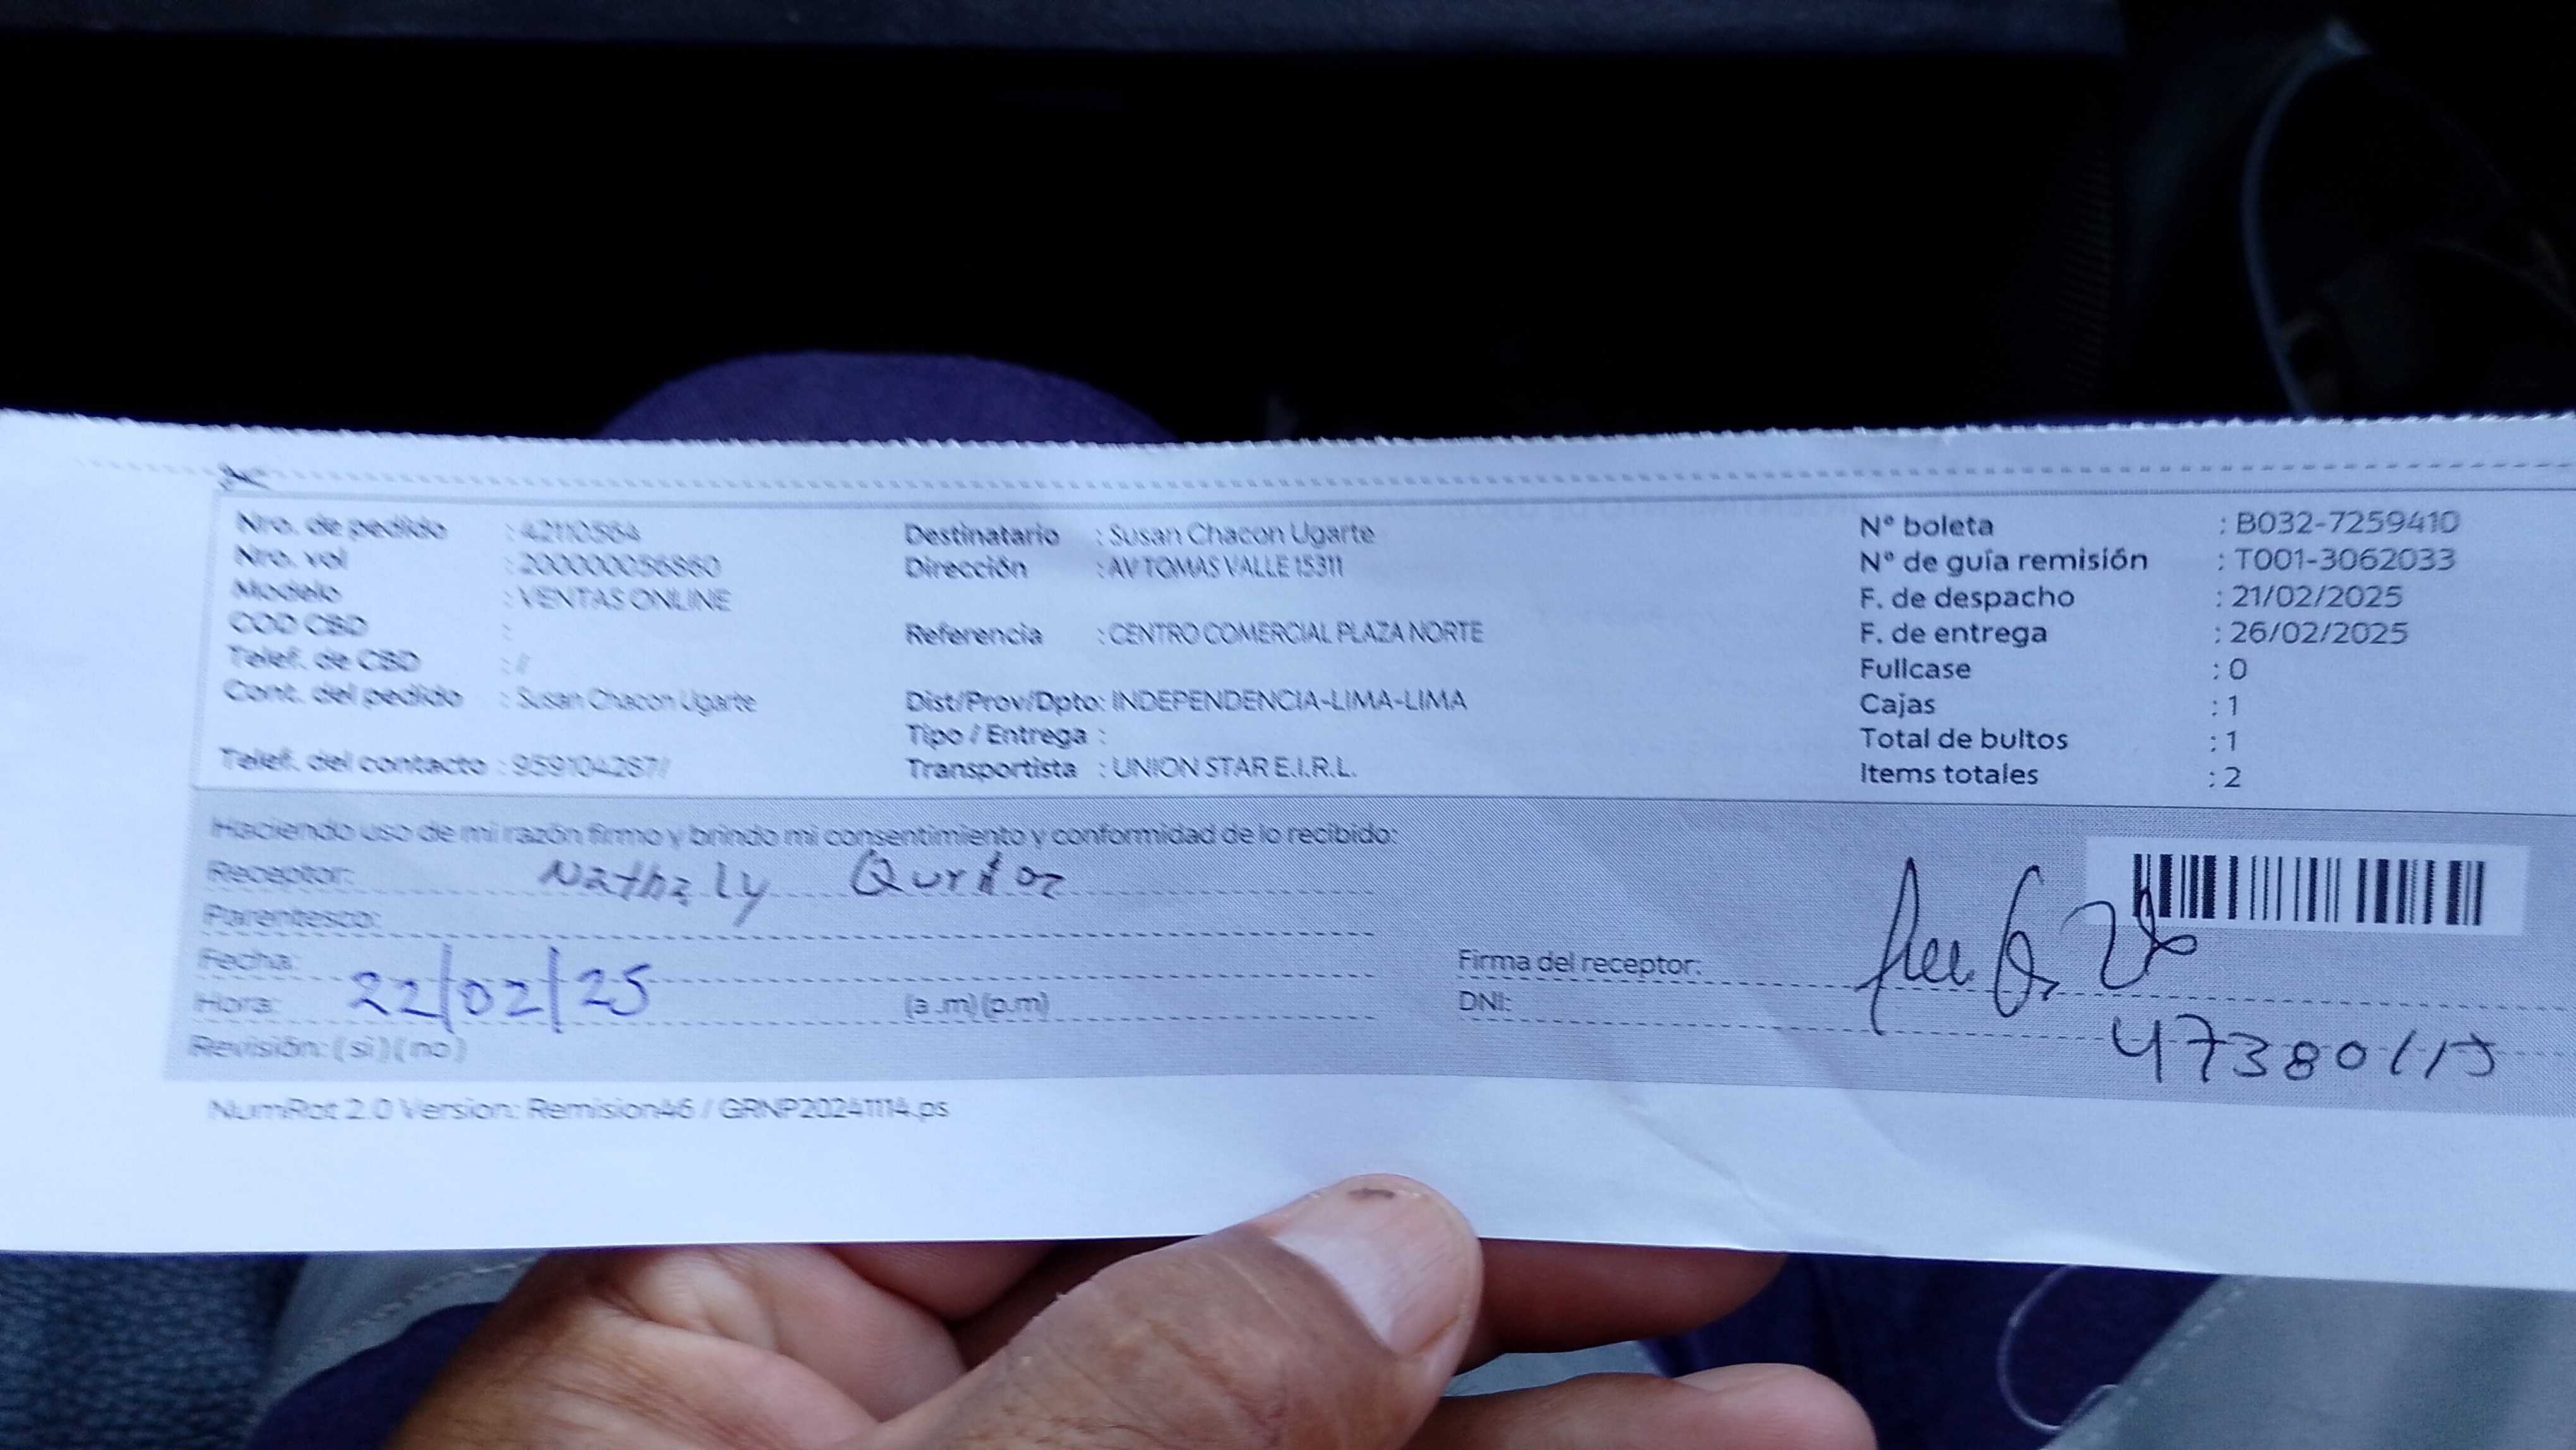 Nro. de pedido : 42110564
Nro. vol : 200000056860
Modelo : VENTAS ONLINE
COD CBD :
Telef. de CBD : /
Cont. del pedido : Susan Chacon Ugarte
Telef. del contacto : 959104287/
Destinatario : Susan Chacon Ugarte
Dirección : AV TOMAS VALLE 15311
Referencia : CENTRO COMERCIAL PLAZA NORTE
Dist/Prov/Dpto: INDEPENDENCIA-LIMA-LIMA
Tipo / Entrega :
Transportista : UNION STAR E.I.R.L.
Nº boleta : B032-7259410
Nº de guía remisión : T001-3062033
F. de despacho : 21/02/2025
F. de entrega : 26/02/2025
Fullcase : 0
Cajas : 1
Total de bultos : 1
Items totales : 2
Haciendo uso de mi razón firmo y brindo mi consentimiento y conformidad de lo recibido:
Receptor: Nathaly
Parentesco:
Fecha: 22/02/25
Hora: (a.m)(p.m)
Revisión: (si)(no)
Firma del receptor:
DNI:
NumRot 2.0 Version: Remision46 / GRNP20241114.ps